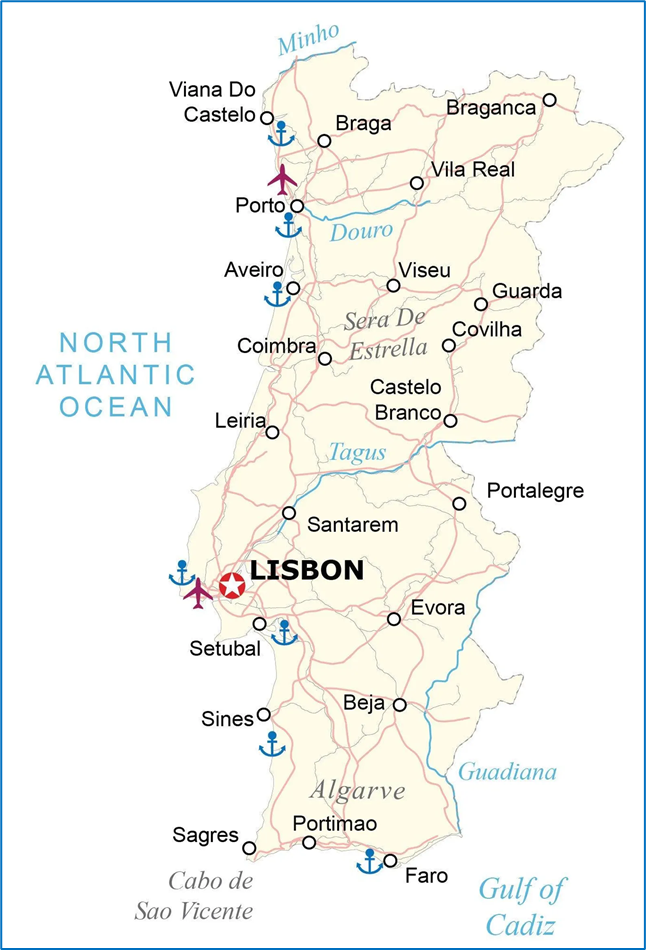 Minho
Viana Do
Castelo
Braganca
Braga
Vila Real
Porto
Douro
Aveiro
Viseu
Guarda
Sera De
Estrella
Covilha
Coimbra
NORTH
ATLANTIC
OCEAN
Castelo
Branco
Leiria
Tagus
Portalegre
Santarem
LISBON
Evora
Setubal
Beja
Sines
Guadiana
Algarve
Portimao
Sagres
Faro
Cabo de
Sao Vicente
Gulf of
Cadiz